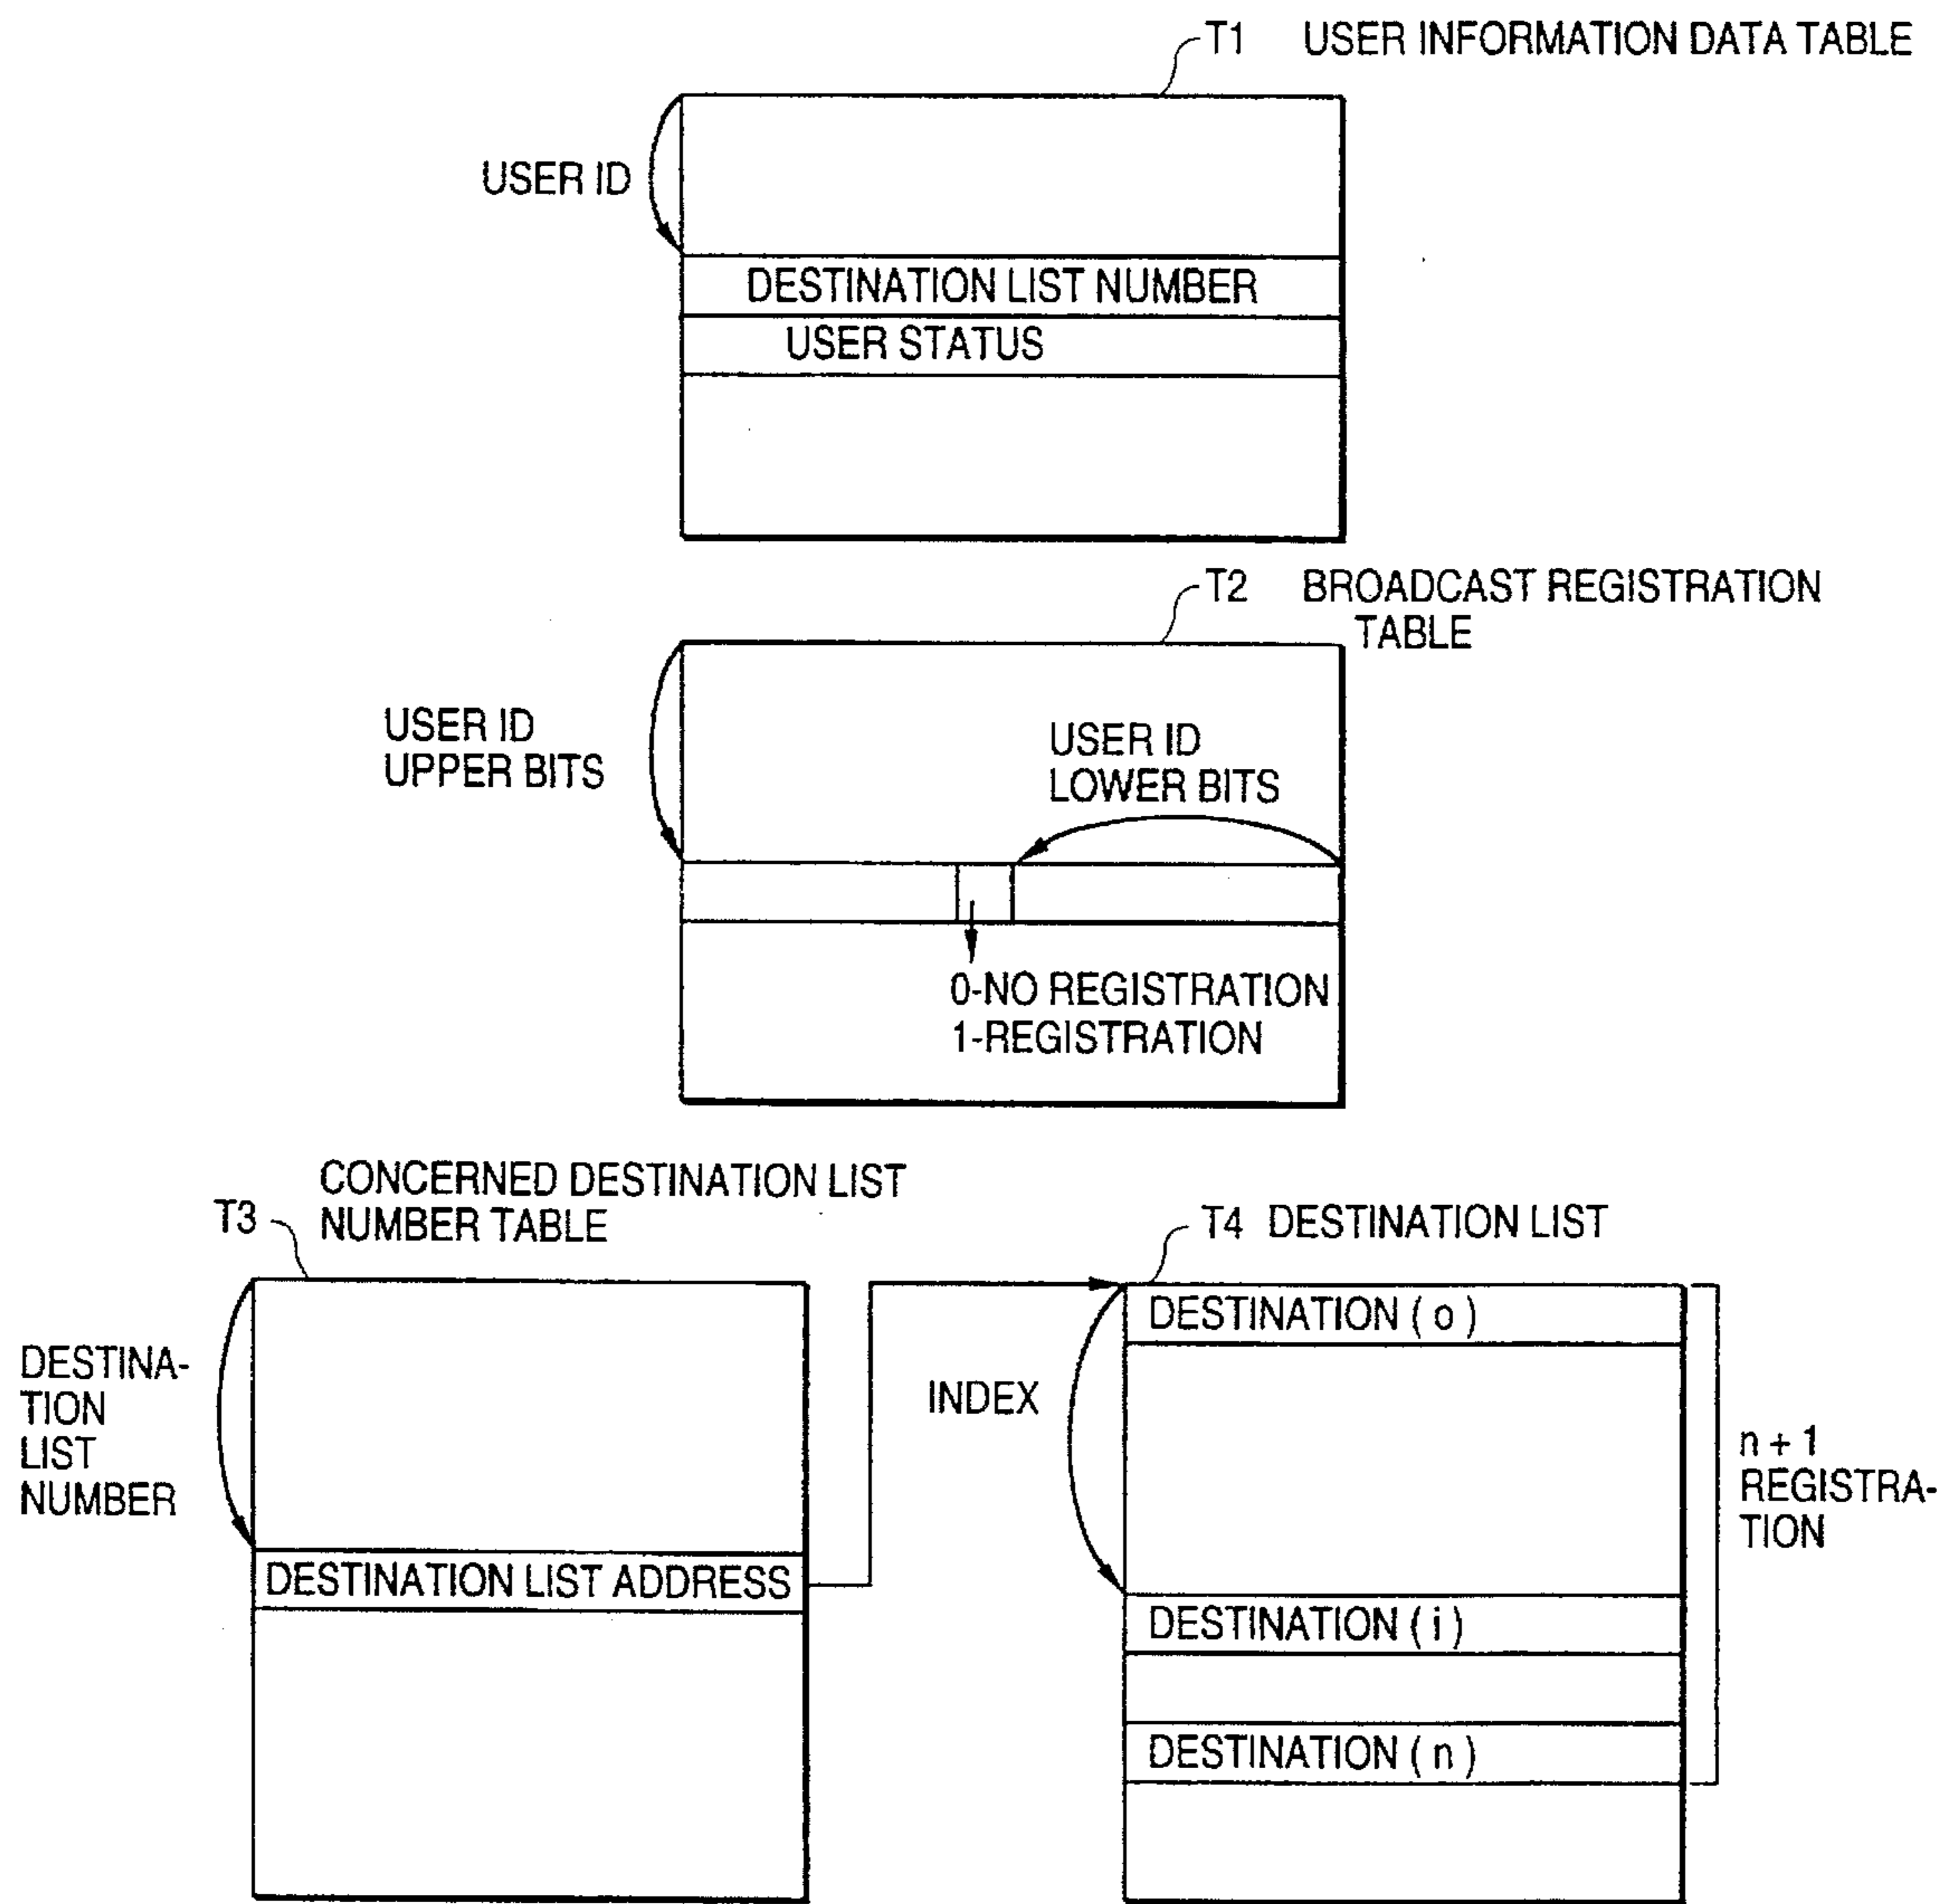 T1 USER INFORMATION DATA TABLE
USER ID
DESTINATION LIST NUMBER
USER STATUS
T2 BROADCAST REGISTRATION
TABLE
USER ID
UPPER BITS
USER ID
LOWER BITS
0-NO REGISTRATION
1-REGISTRATION
T3 CONCERNED DESTINATION LIST
NUMBER TABLE
DESTINA-
TION
LIST
NUMBER
DESTINATION LIST ADDRESS
T4 DESTINATION LIST
DESTINATION ( o )
INDEX
DESTINATION ( i )
DESTINATION ( n )
n + 1
REGISTRA-
TION